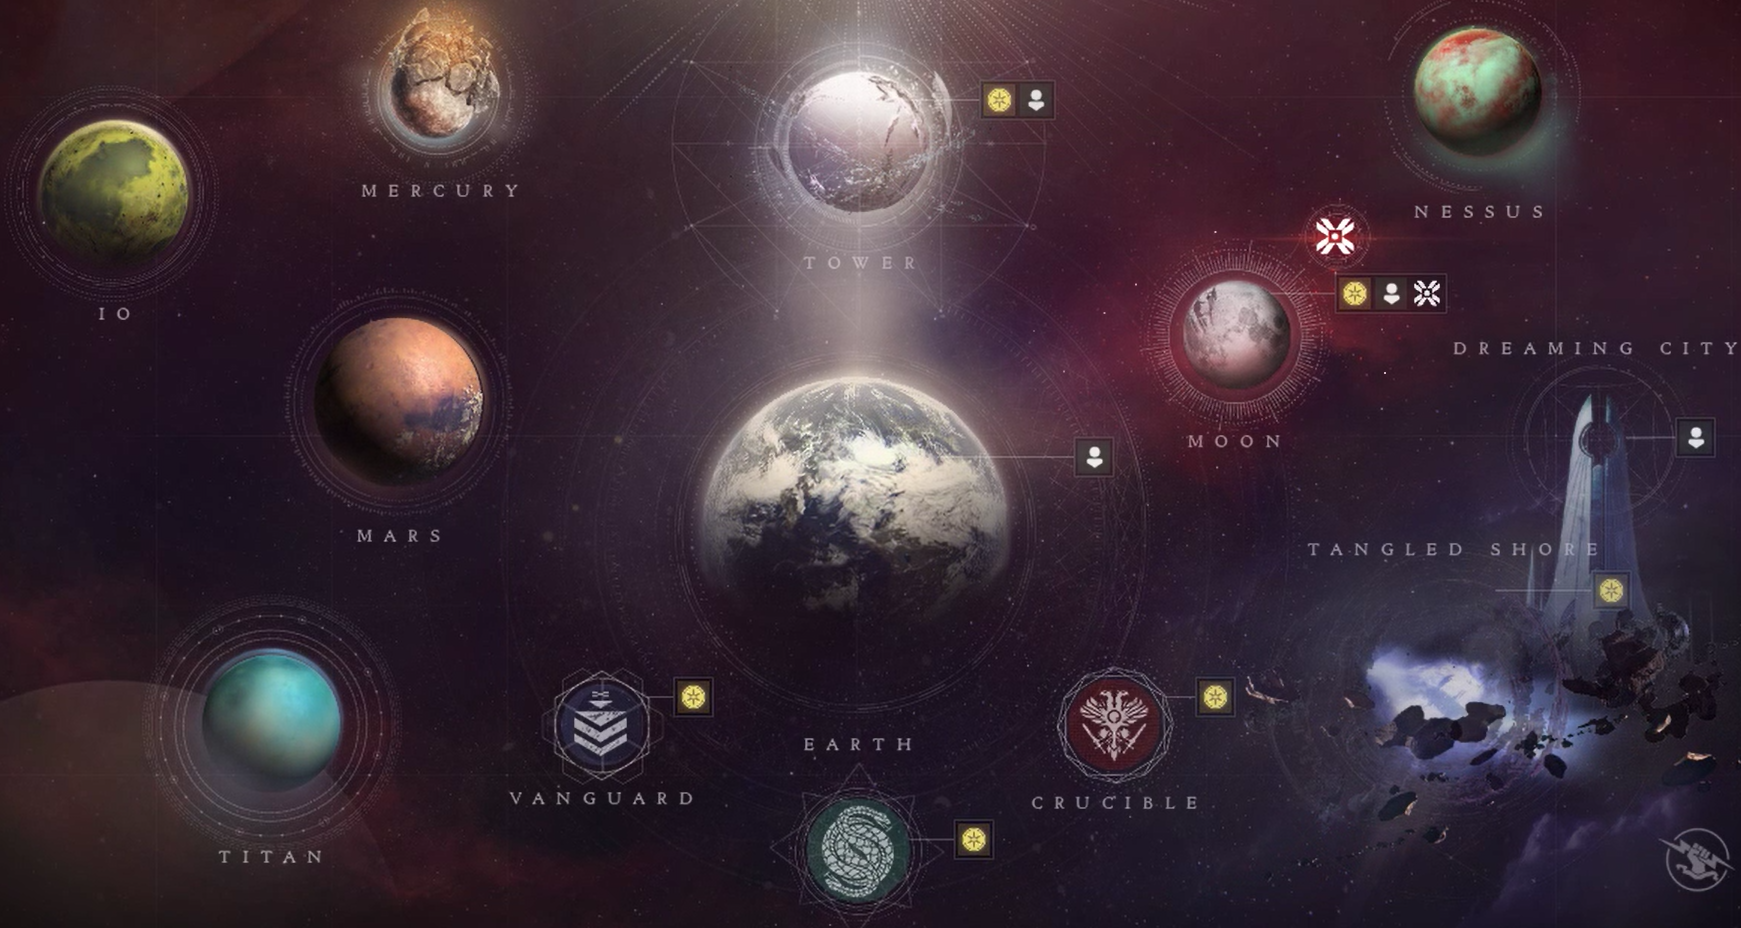 MERCURY
NESSUS
TOWER
IO
DREAMING CITY
MOON
MARS
TANGLED SHORE
EARTH
VANGUARD
CRUCIBLE
TITAN